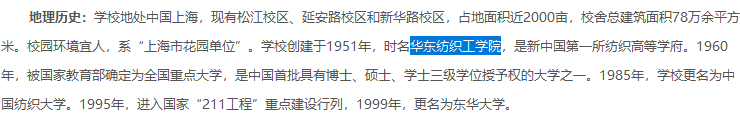 地理历史：学校地处中国上海，现有松江校区、延安路校区和新华路校区，占地面积近2000亩，校舍总建筑面积78万余平方
米。校园环境宜人，系“上海市花园单位”。学校创建于1951年，时名华东纺织工学院，是新中国第一所纺织高等学府。1960
年，被国家教育部确定为全国重点大学，是中国首批具有博士、硕士、学士三级学位授予权的大学之一。1985年，学校更名为中
国纺织大学。1995年，进入国家“211工程”重点建设行列，1999年，更名为东华大学。